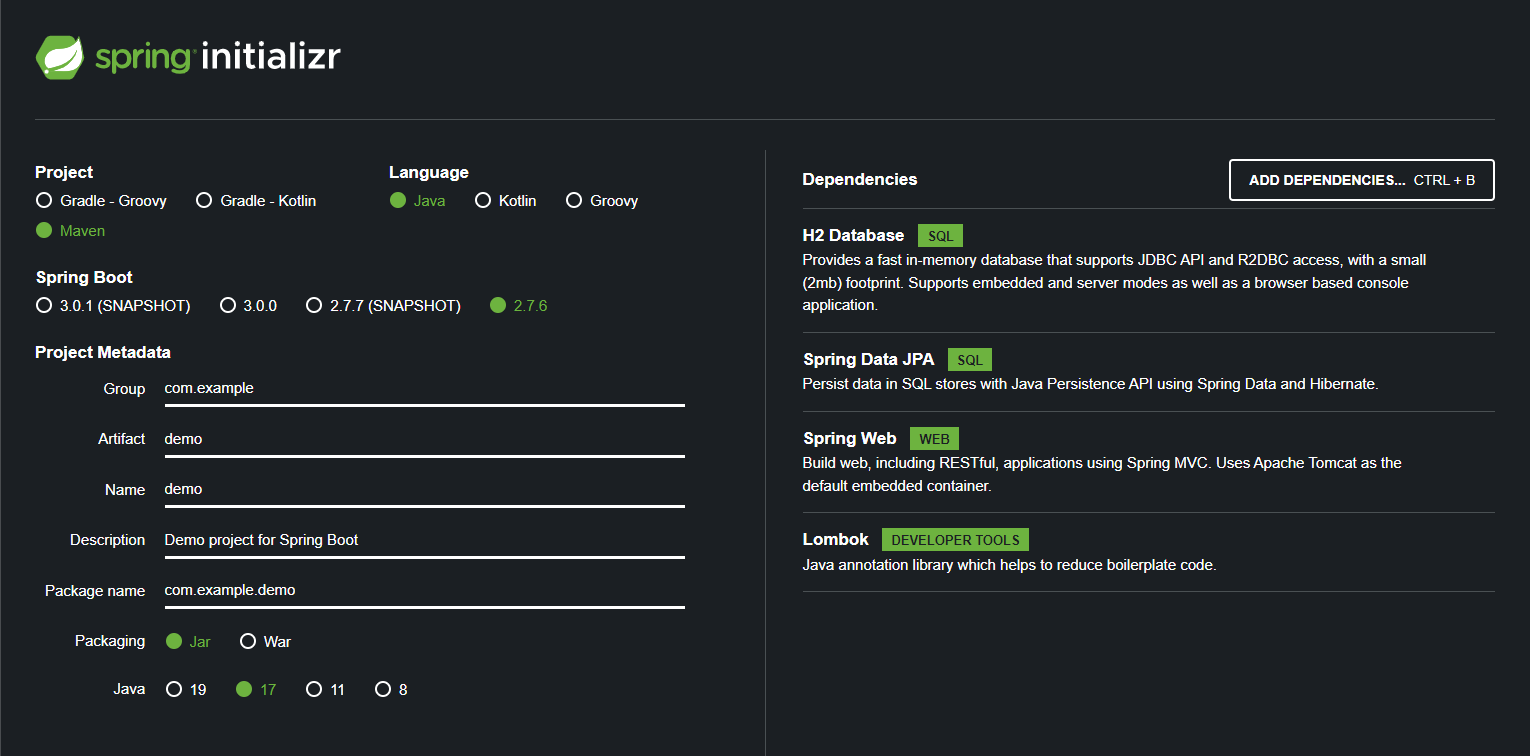 spring initializr
Project
Gradle - Groovy Gradle - Kotlin
Maven
Language
Java Kotlin Groovy
Spring Boot
3.0.1 (SNAPSHOT) 3.0.0 2.7.7 (SNAPSHOT) 2.7.6
Project Metadata
Group com.example
Artifact demo
Name demo
Description Demo project for Spring Boot
Package name com.example.demo
Packaging Jar War
Java 19 17 11 8
Dependencies ADD DEPENDENCIES... CTRL + B
H2 Database SQL
Provides a fast in-memory database that supports JDBC API and R2DBC access, with a small
(2mb) footprint. Supports embedded and server modes as well as a browser based console
application.
Spring Data JPA SQL
Persist data in SQL stores with Java Persistence API using Spring Data and Hibernate.
Spring Web WEB
Build web, including RESTful, applications using Spring MVC. Uses Apache Tomcat as the
default embedded container.
Lombok DEVELOPER TOOLS
Java annotation library which helps to reduce boilerplate code.